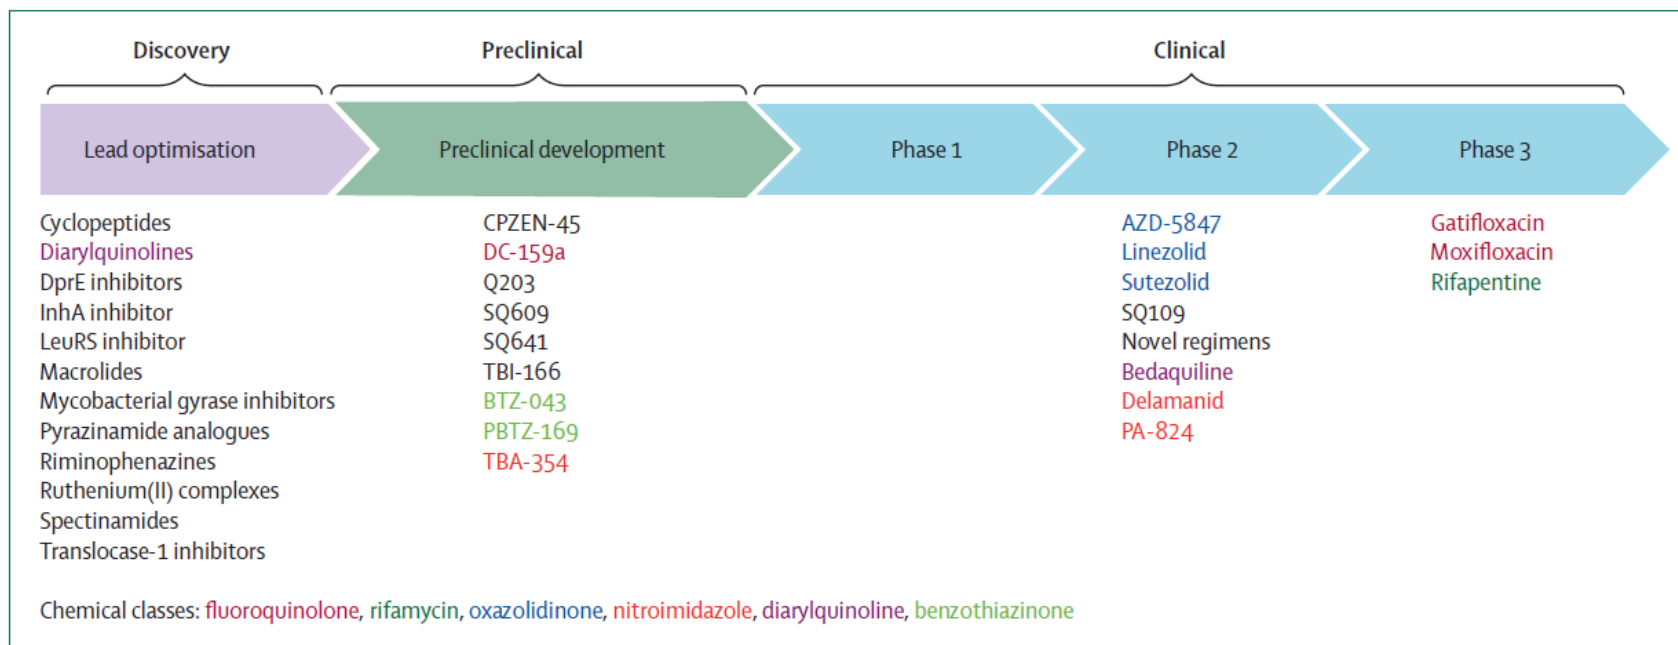 Discovery
Preclinical
Clinical
Lead optimisation
Preclinical development
Phase 1
Phase 2
Phase 3
Cyclopeptides
Diarylquinolines
DprE inhibitors
InhA inhibitor
LeuRS inhibitor
Macrolides
Mycobacterial gyrase inhibitors
Pyrazinamide analogues
Riminophenazines
Ruthenium(II) complexes
Spectinamides
Translocase-1 inhibitors
CPZEN-45
DC-159a
Q203
SQ609
SQ641
TBI-166
BTZ-043
PBTZ-169
TBA-354
AZD-5847
Linezolid
Sutezolid
SQ109
Novel regimens
Bedaquiline
Delamanid
PA-824
Gatifloxacin
Moxifloxacin
Rifapentine
Chemical classes: fluoroquinolone, rifamycin, oxazolidinone, nitroimidazole, diarylquinoline, benzothiazinone